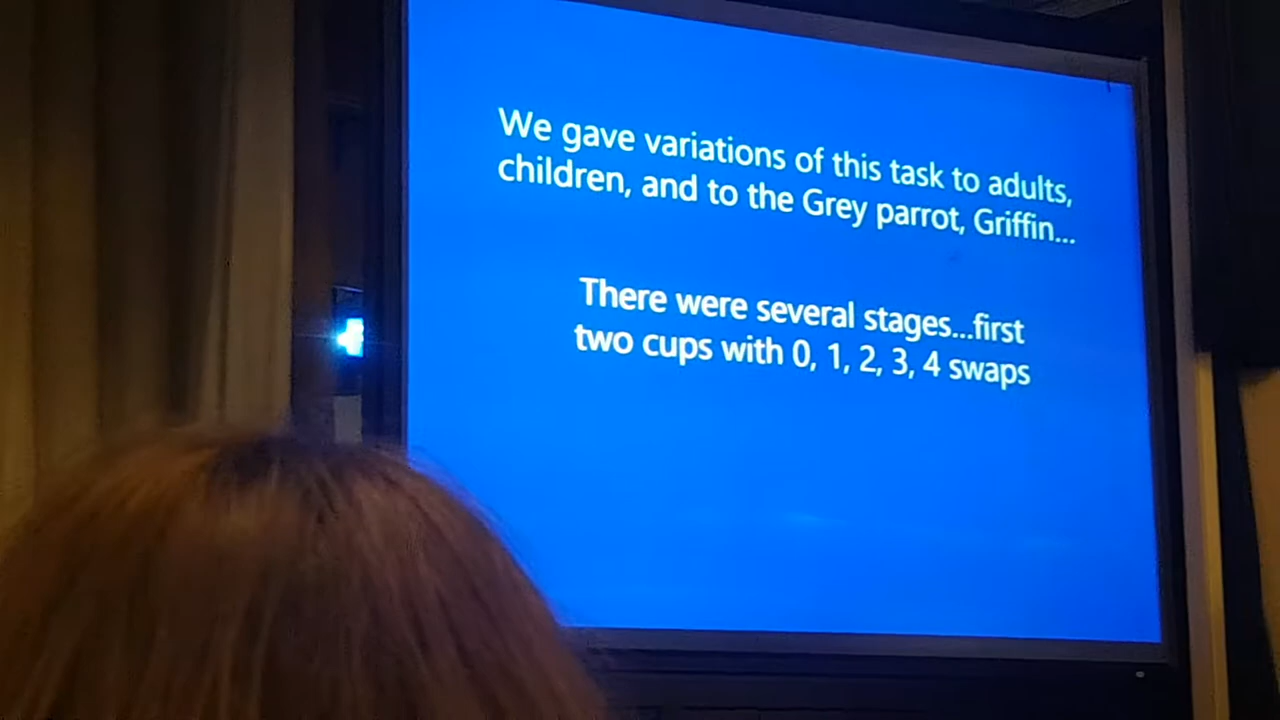 We gave variations of this task to adults,
children, and to the Grey parrot, Griffin...
There were several stages...first
two cups with 0, 1, 2, 3, 4 swaps